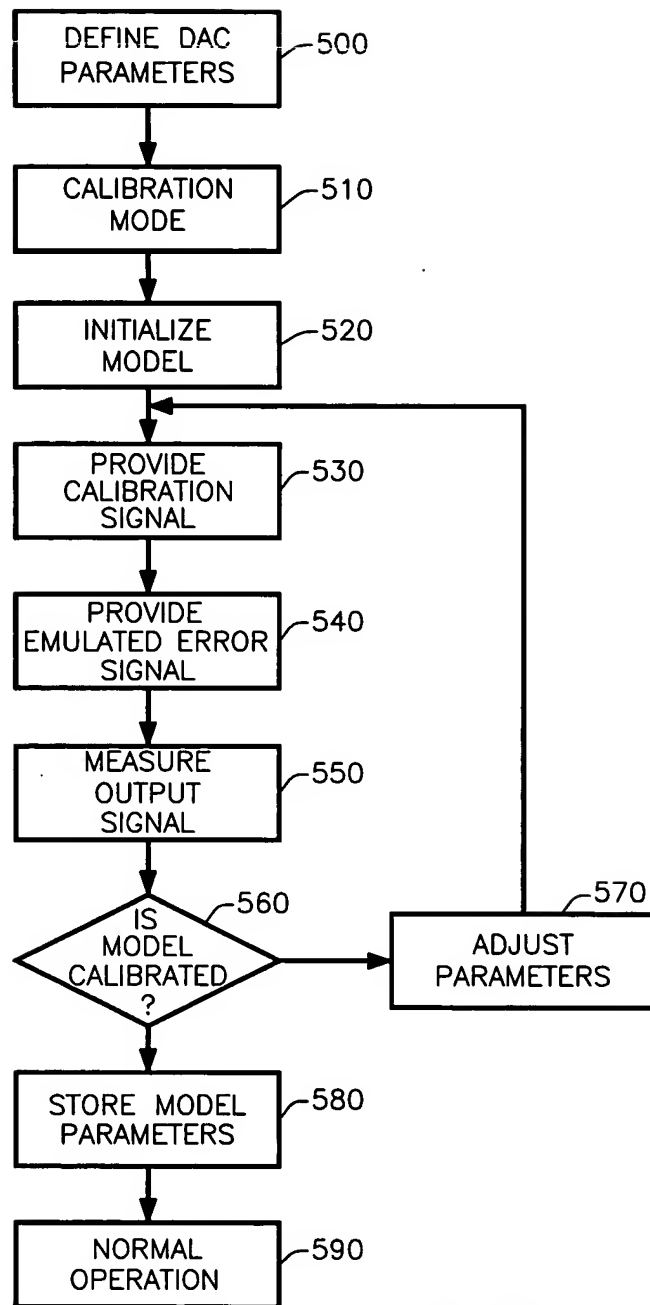 DEFINE DAC
PARAMETERS
500
CALIBRATION
MODE
510
INITIALIZE
MODEL
520
PROVIDE
CALIBRATION
SIGNAL
530
PROVIDE
EMULATED ERROR
SIGNAL
540
MEASURE
OUTPUT
SIGNAL
550
IS
MODEL
CALIBRATED
?
560
ADJUST
PARAMETERS
570
STORE MODEL
PARAMETERS
580
NORMAL
OPERATION
590